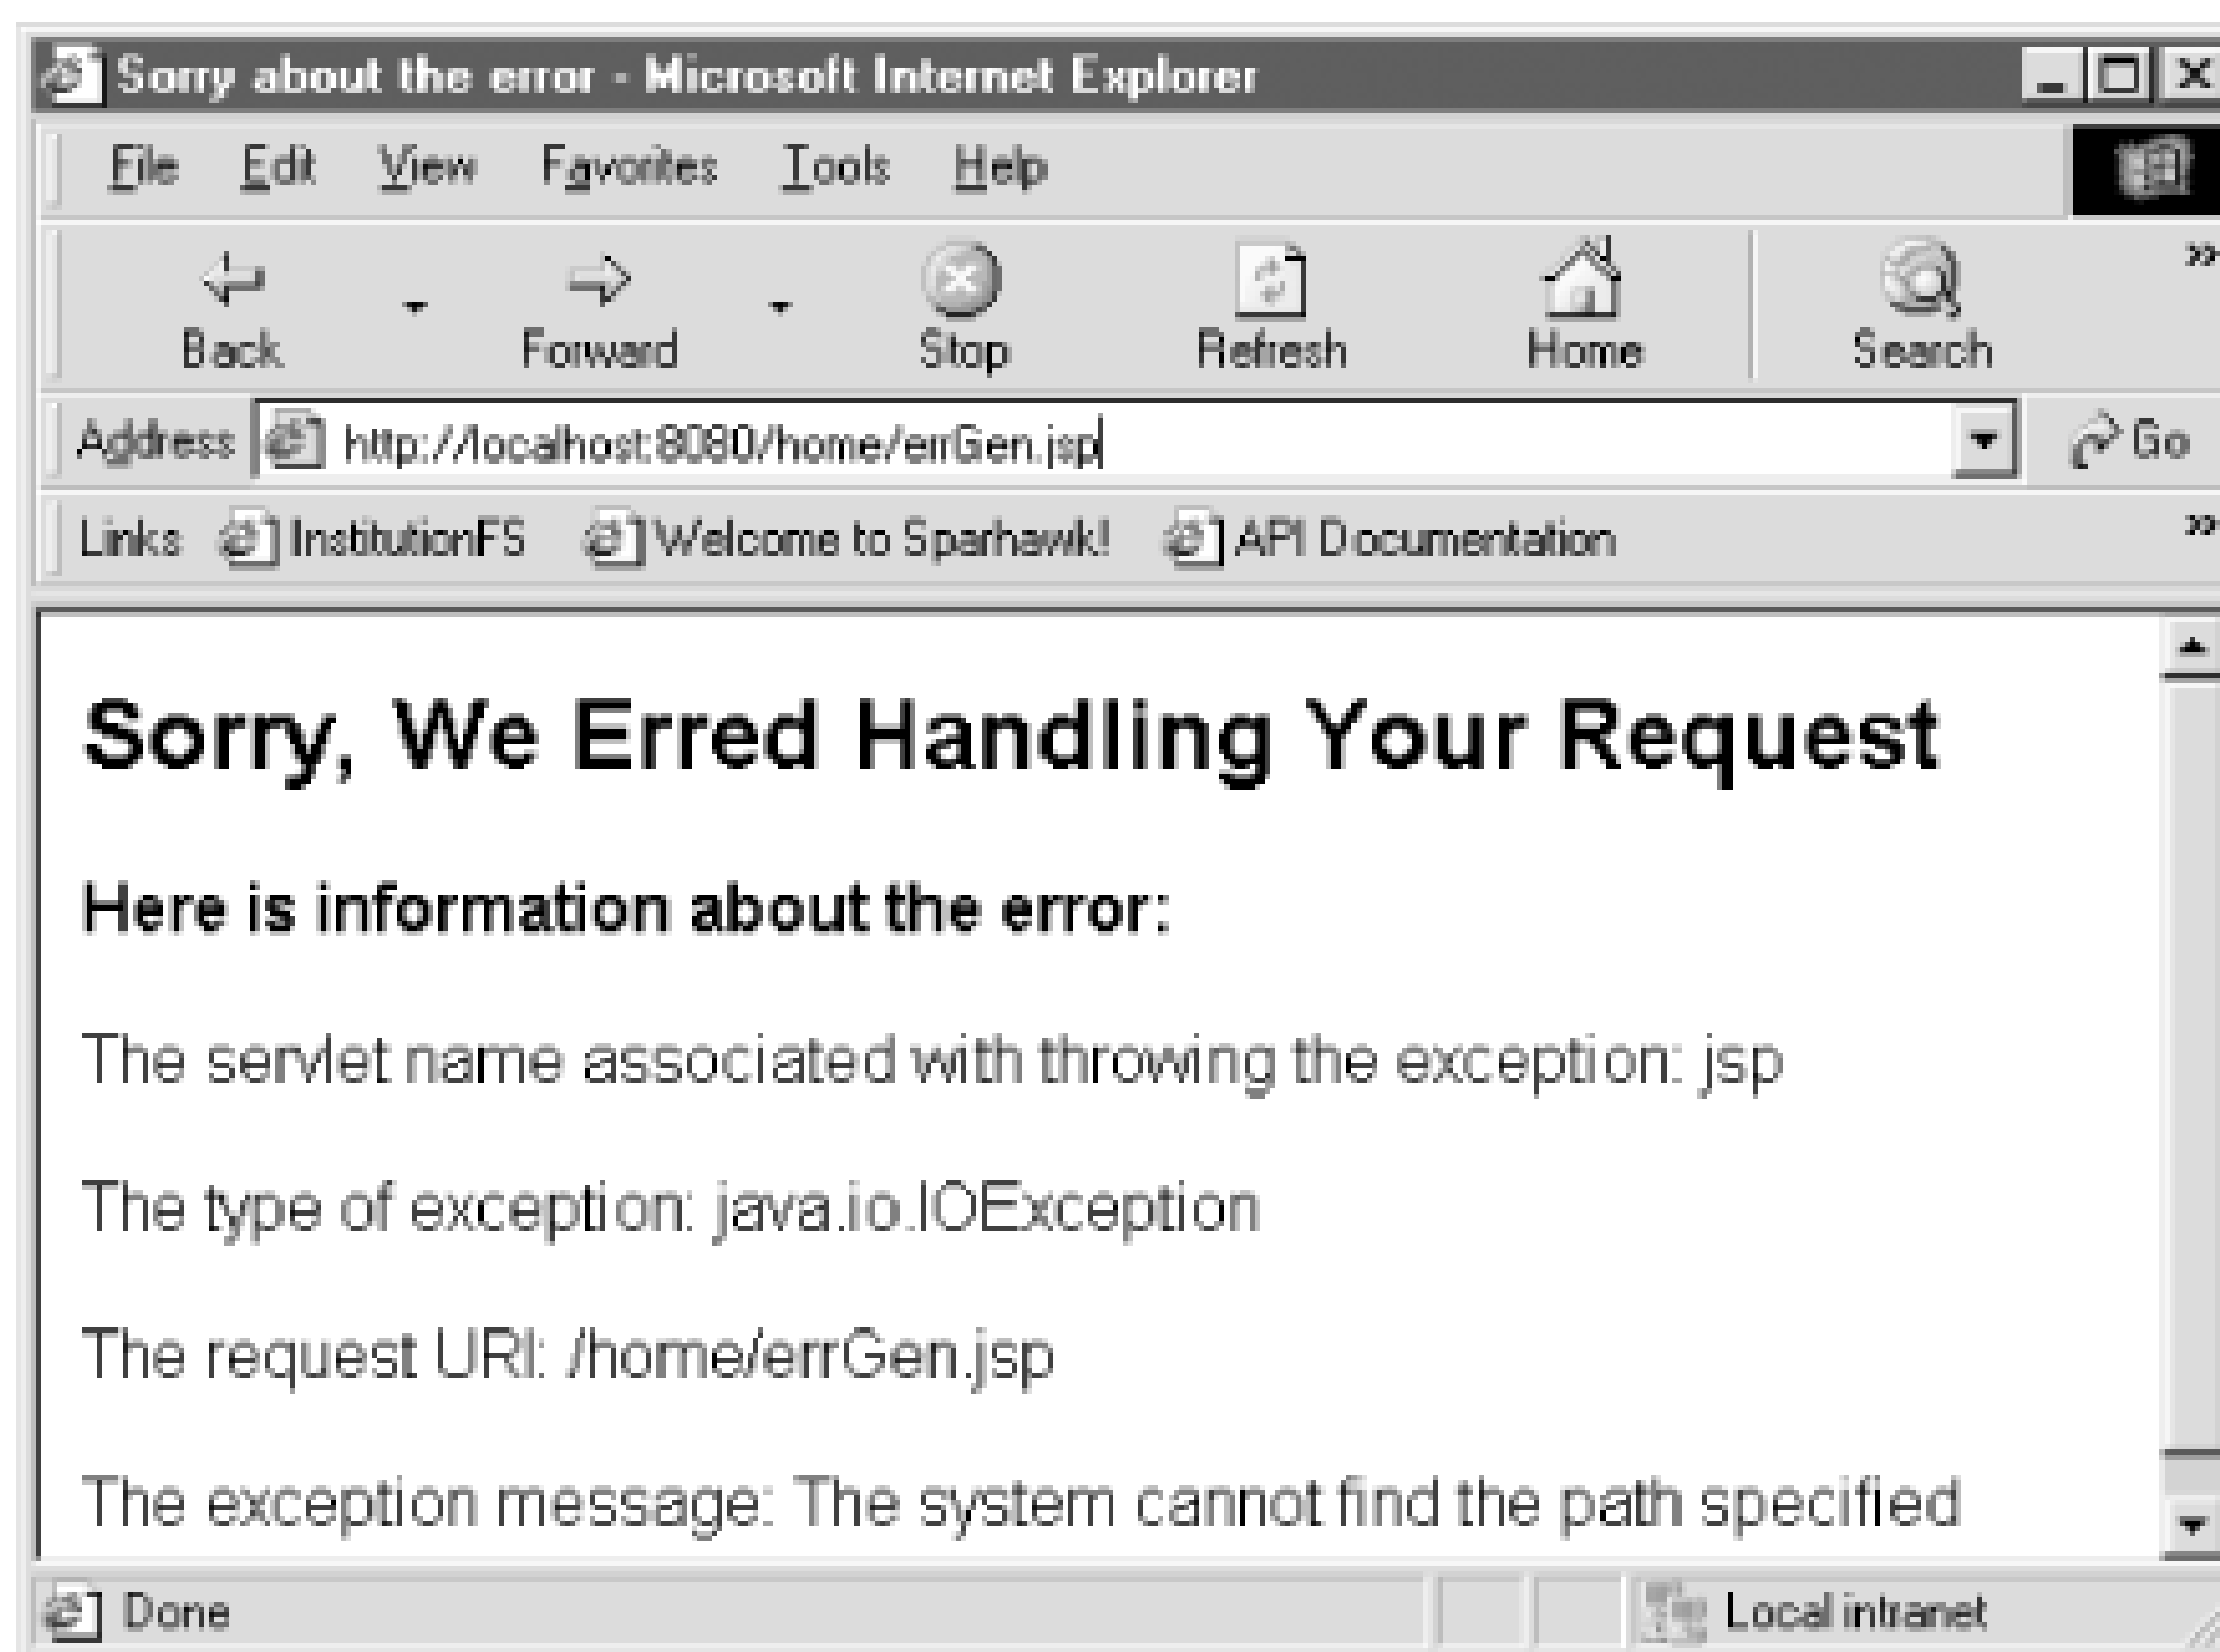 Sorry about the error - Microsoft Internet Explorer
File Edit View Favorites Tools Help
Back Forward Stop Refresh Home Search »
Address http://localhost:8080/home/errGen.jsp Go
Links InstitutionFS Welcome to Sparhawk! API Documentation »
Sorry, We Erred Handling Your Request
Here is information about the error:
The servlet name associated with throwing the exception: jsp
The type of exception: java.io.IOException
The request URI: /home/errGen.jsp
The exception message: The system cannot find the path specified
Done Local intranet